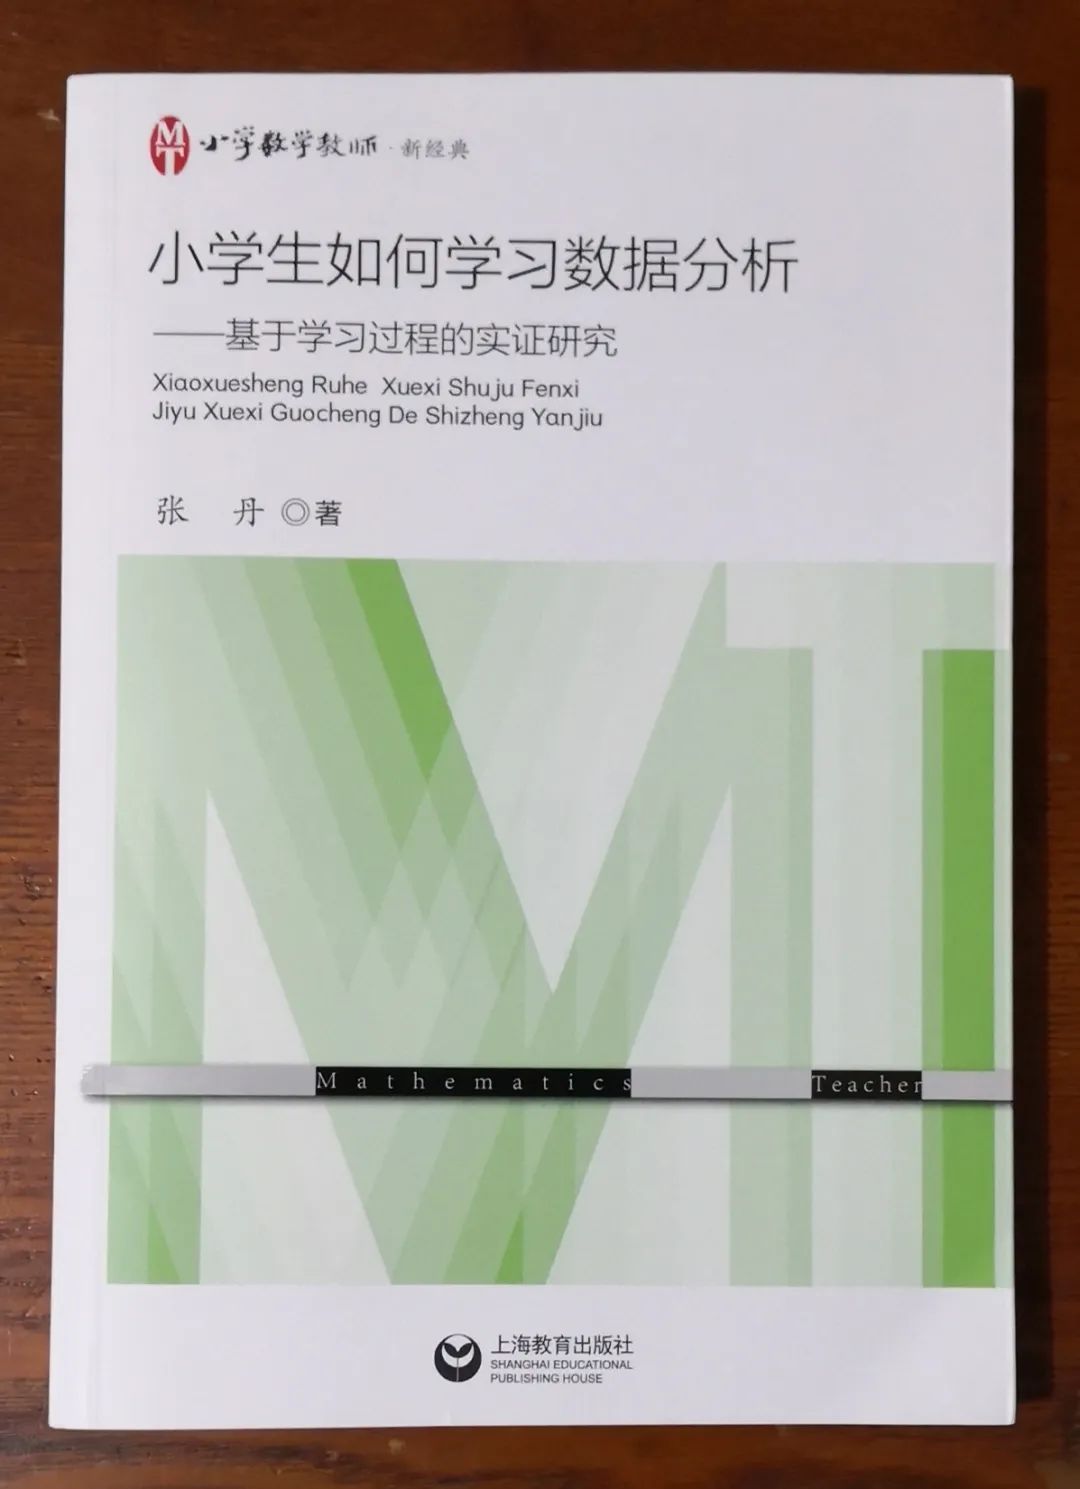 MT 小学数学教师·新经典
小学生如何学习数据分析
——基于学习过程的实证研究
Xiaoxuesheng Ruhe Xuexi Shuju Fenxi
Jiyu Xuexi Guocheng De Shizheng Yanjiu
张 丹 ◎著
MT
Mathematics Teacher
上海教育出版社
SHANGHAI EDUCATIONAL
PUBLISHING HOUSE